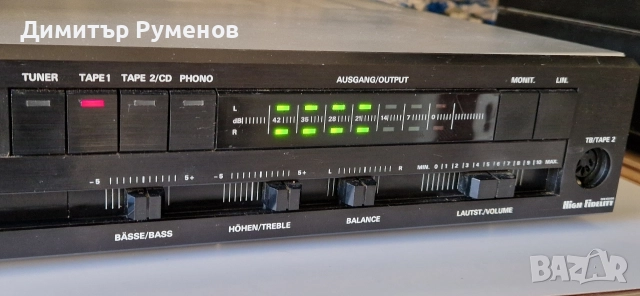 Димитър Руменов
TUNER TAPE 1 TAPE 2/CD PHONO AUSGANG/OUTPUT MONIT. LIN.
L
dB 42 35 28 21 14 7 0
R
TB/TAPE 2
-5 5+ -5 5+ L R MIN. 0 1 2 3 4 5 6 7 8 9 10 MAX.
BÄSSE/BASS HÖHEN/TREBLE BALANCE LAUTST./VOLUME High Fidelity
BAZAR